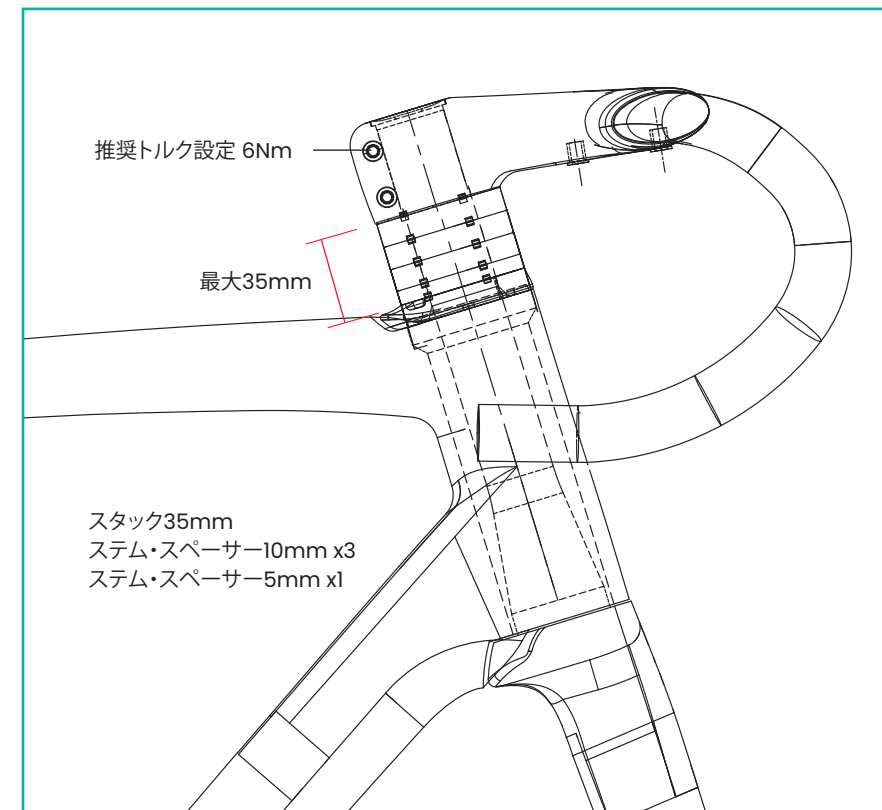 推奨トルク設定 6Nm
最大35mm
スタック35mm
ステム・スペーサー10mm x3
ステム・スペーサー5mm x1